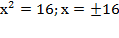 x² = 16; x = ±16